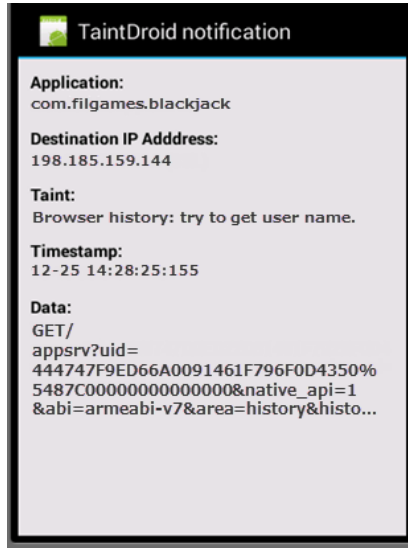 TaintDroid notification
Application:
com.filgames.blackjack
Destination IP Adddress:
198.185.159.144
Taint:
Browser history: try to get user name.
Timestamp:
12-25 14:28:25:155
Data:
GET/
appsrv?uid=
444747F9ED66A0091461F796F0D4350%
5487C00000000000000&native_api=1
&abi=armeabi-v7&area=history&histo...